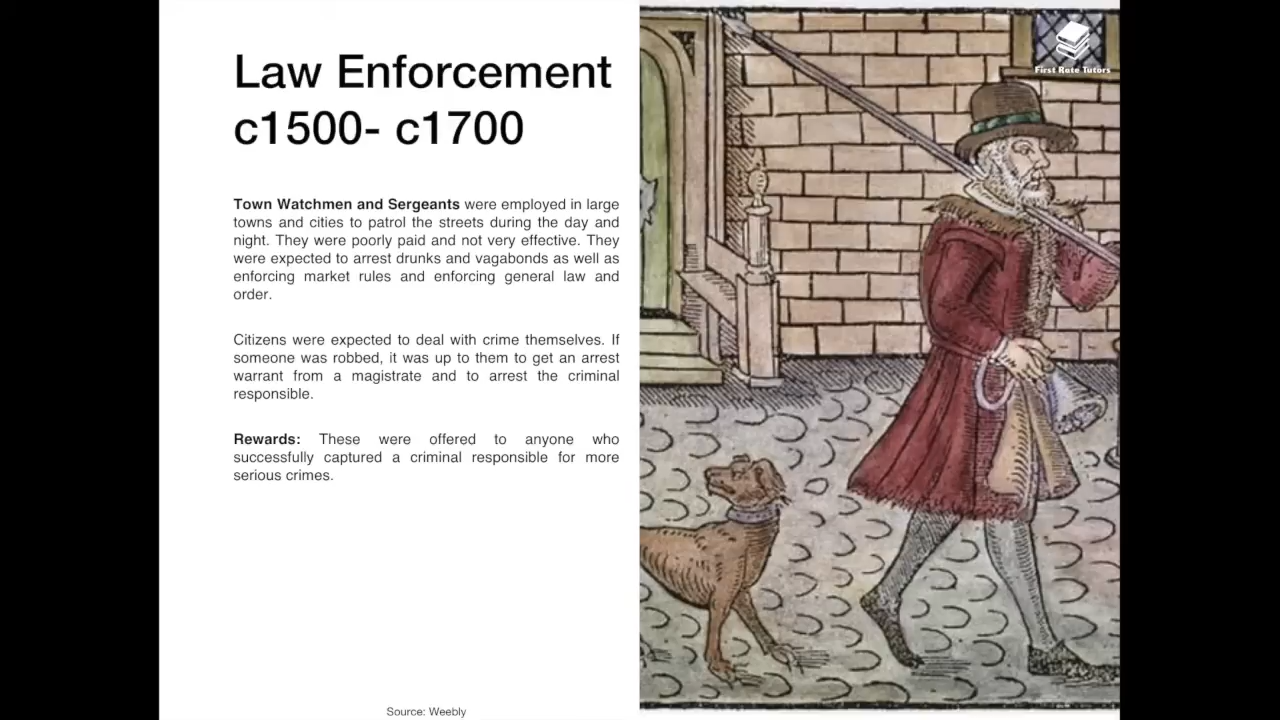 Law Enforcement
c1500- c1700
Town Watchmen and Sergeants were employed in large
towns and cities to patrol the streets during the day and
night. They were poorly paid and not very effective. They
were expected to arrest drunks and vagabonds as well as
enforcing market rules and enforcing general law and
order.
Citizens were expected to deal with crime themselves. If
someone was robbed, it was up to them to get an arrest
warrant from a magistrate and to arrest the criminal
responsible.
Rewards: These were offered to anyone who
successfully captured a criminal responsible for more
serious crimes.
Source: Weebly
First Rate Tutors